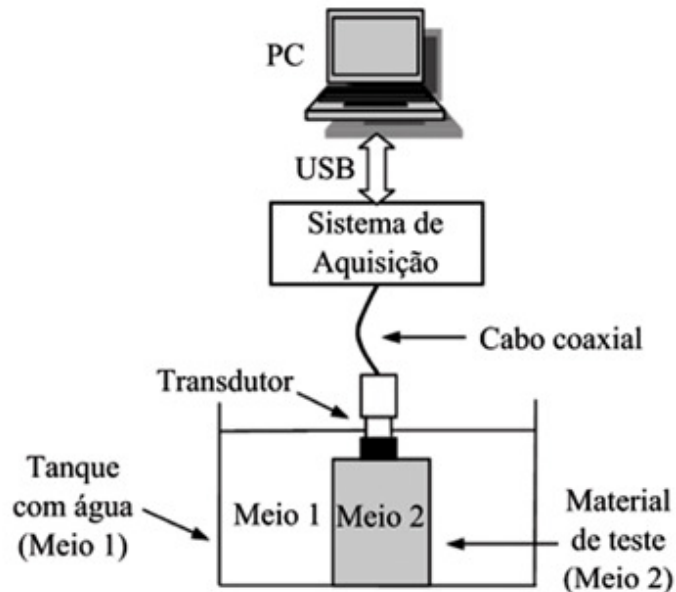 PC
USB
Sistema de
Aquisição
Cabo coaxial
Transdutor
Tanque
com água
(Meio 1)
Meio 1
Meio 2
Material
de teste
(Meio 2)